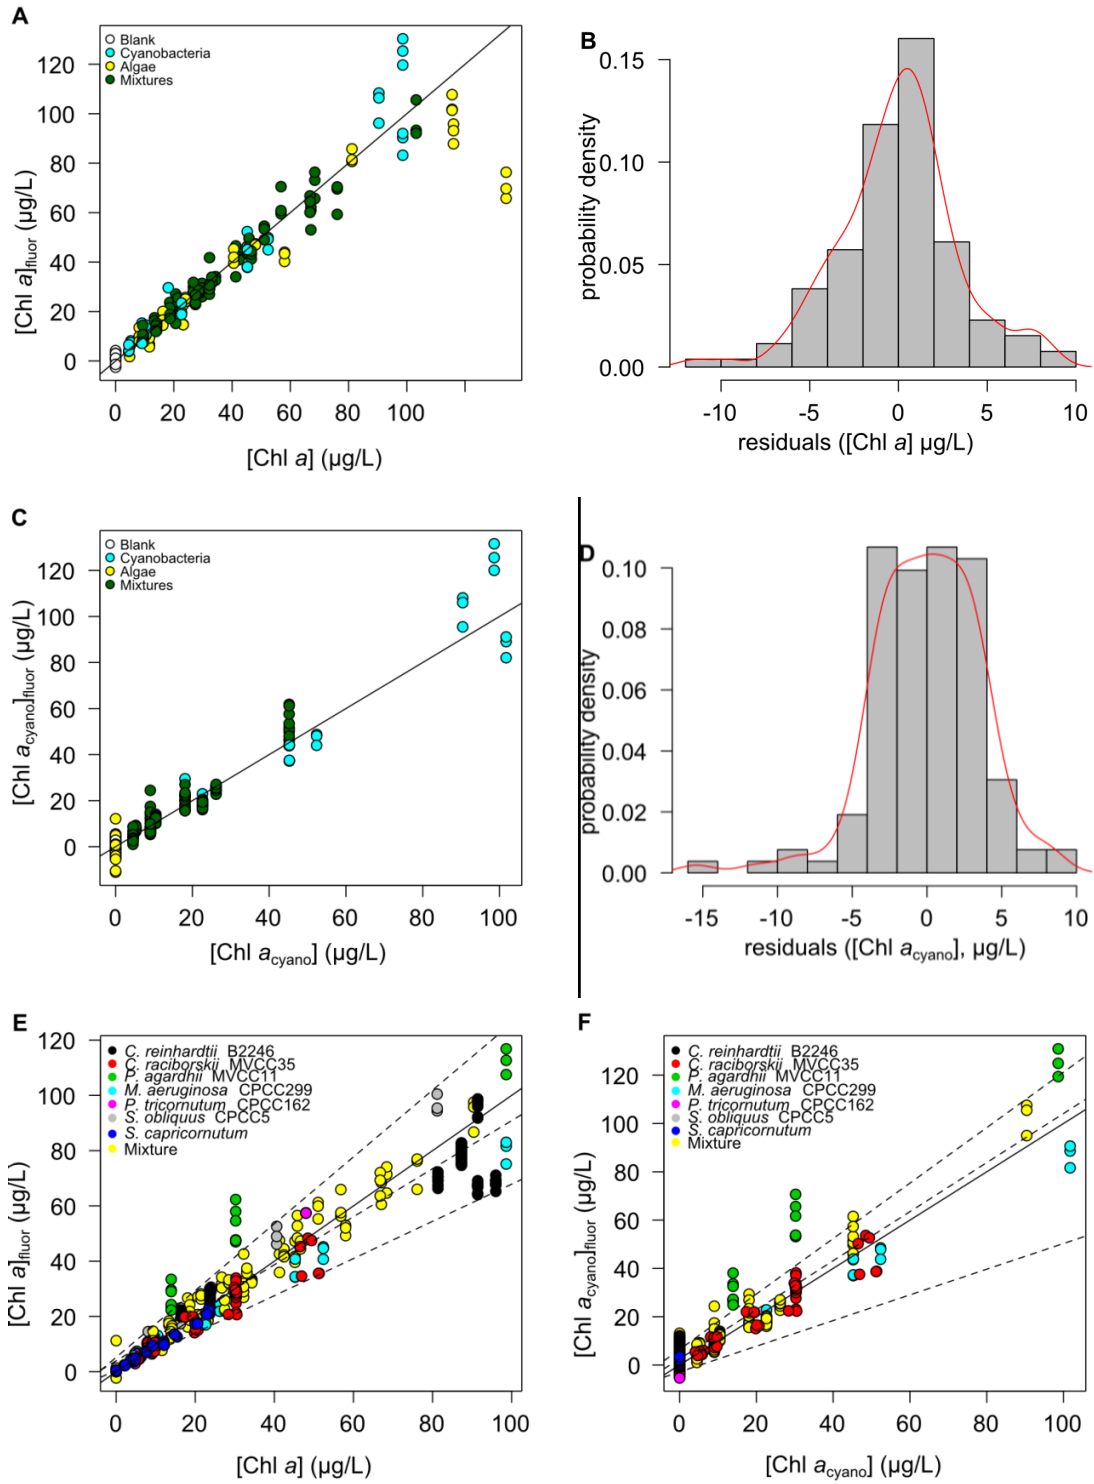 A
Blank
Cyanobacteria
Algae
Mixtures
120
100
80
60
40
20
0
[Chl a]fluor (µg/L)
0 20 40 60 80 100
[Chl a] (µg/L)
B
0.15
0.10
0.05
0.00
probability density
-10 -5 0 5 10
residuals ([Chl a] µg/L)
C
Blank
Cyanobacteria
Algae
Mixtures
120
100
80
60
40
20
0
[Chl acyano]fluor (µg/L)
0 20 40 60 80 100
[Chl acyano] (µg/L)
D
0.10
0.08
0.06
0.04
0.02
0.00
probability density
-15 -10 -5 0 5 10
residuals ([Chl acyano], µg/L)
E
C. reinhardtii B2246
C. raciborskii MVCC35
P. agardhii MVCC11
M. aeruginosa CPCC299
P. tricornutum CPCC162
S. obliquus CPCC5
S. capricornutum
Mixture
120
100
80
60
40
20
0
[Chl a]fluor (µg/L)
0 20 40 60 80 100
[Chl a] (µg/L)
F
C. reinhardtii B2246
C. raciborskii MVCC35
P. agardhii MVCC11
M. aeruginosa CPCC299
P. tricornutum CPCC162
S. obliquus CPCC5
S. capricornutum
Mixture
120
100
80
60
40
20
0
[Chl acyano]fluor (µg/L)
0 20 40 60 80 100
[Chl acyano] (µg/L)